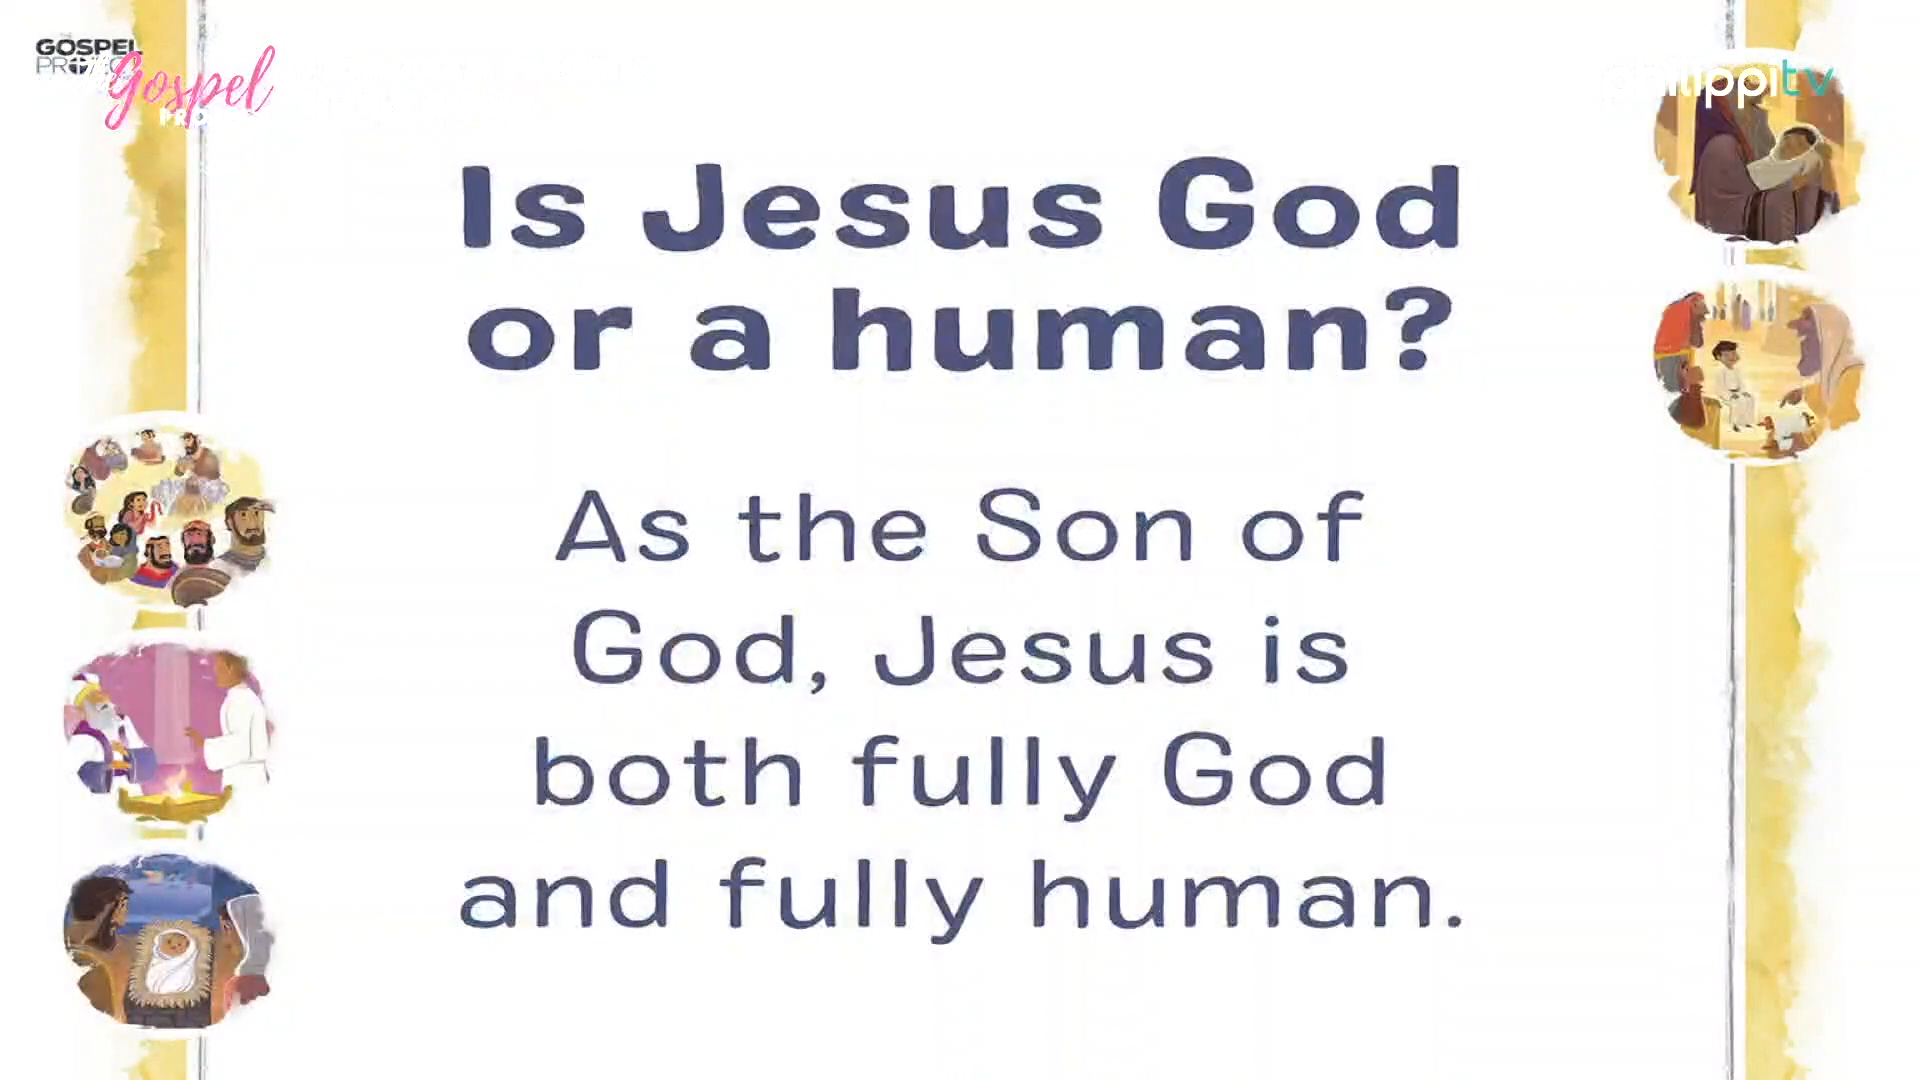 GOSPEL
Gospel
Is Jesus God
or a human?
As the Son of
God, Jesus is
both fully God
and fully human.